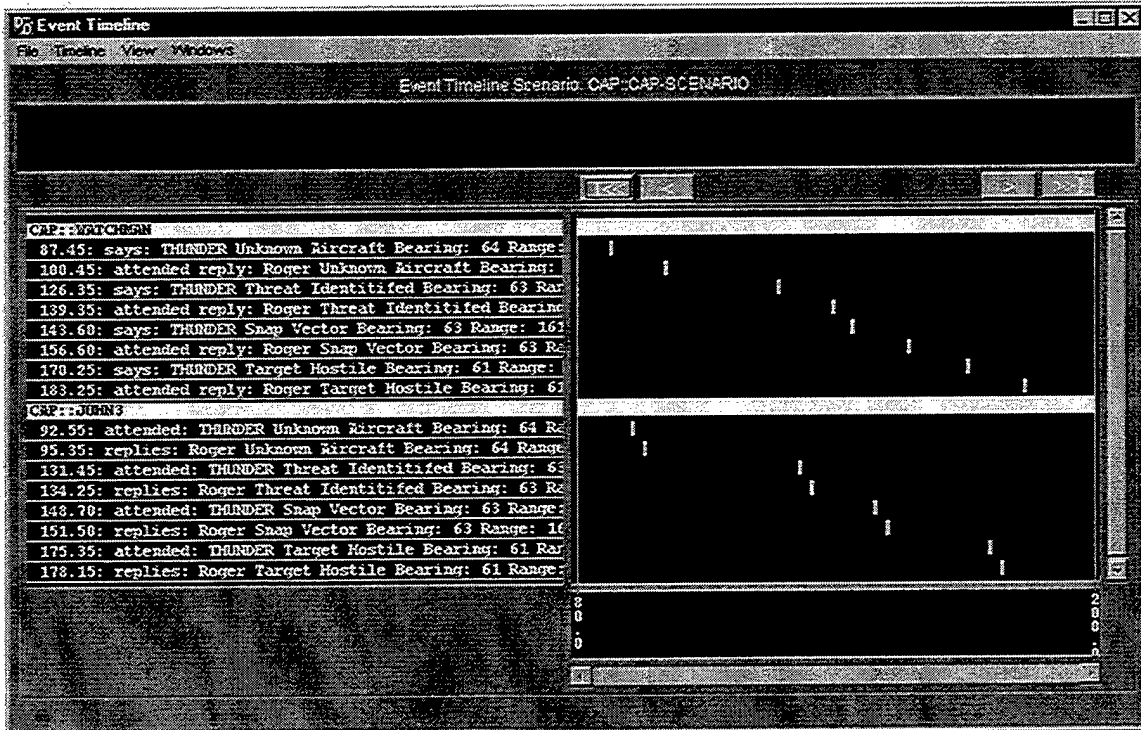 Event Timeline
File Timeline View Windows
Event Timeline Scenario: CAP::CAP-SCENARIO
|<< < > >>|
CAP::WATCHMAN
87.45: says: THUNDER Unknown Aircraft Bearing: 64 Range:
100.45: attended reply: Roger Unknown Aircraft Bearing:
126.35: says: THUNDER Threat Identitifed Bearing: 63 Ran
139.35: attended reply: Roger Threat Identitifed Bearing
143.60: says: THUNDER Snap Vector Bearing: 63 Range: 161
156.60: attended reply: Roger Snap Vector Bearing: 63 Ra
170.25: says: THUNDER Target Hostile Bearing: 61 Range:
183.25: attended reply: Roger Target Hostile Bearing: 61
CAP::JOHN3
92.55: attended: THUNDER Unknown Aircraft Bearing: 64 Ra
95.35: replies: Roger Unknown Aircraft Bearing: 64 Range
131.45: attended: THUNDER Threat Identitifed Bearing: 63
134.25: replies: Roger Threat Identitifed Bearing: 63 Ra
148.70: attended: THUNDER Snap Vector Bearing: 63 Range:
151.50: replies: Roger Snap Vector Bearing: 63 Range: 16
175.35: attended: THUNDER Target Hostile Bearing: 61 Ran
178.15: replies: Roger Target Hostile Bearing: 61 Range:
80.0
200.0